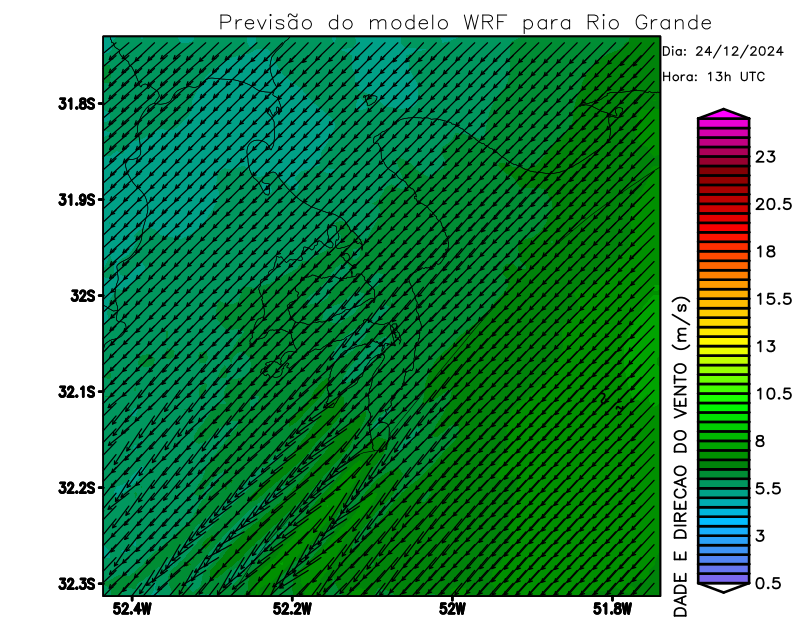 Previsão do modelo WRF para Rio Grande
Dia: 24/12/2024
Hora: 13h UTC
31.8S
31.9S
32S
32.1S
32.2S
32.3S
52.4W
52.2W
52W
51.8W
23
20.5
18
15.5
13
10.5
8
5.5
3
0.5
DADE E DIRECAO DO VENTO (m/s)